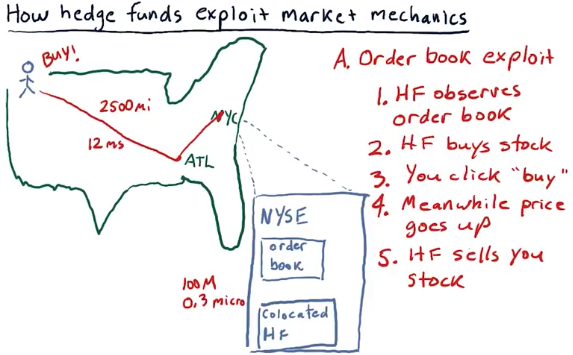 How hedge funds exploit market mechanics
BUY!
2500mi
12ms
NYC
ATL
NYSE
order
book
100M
0,3 micro
Colocated
HF
A. Order book exploit
1. HF observes
order book
2. HF buys stock
3. You click "buy"
4. Meanwhile price
goes up
5. HF sells you
stock